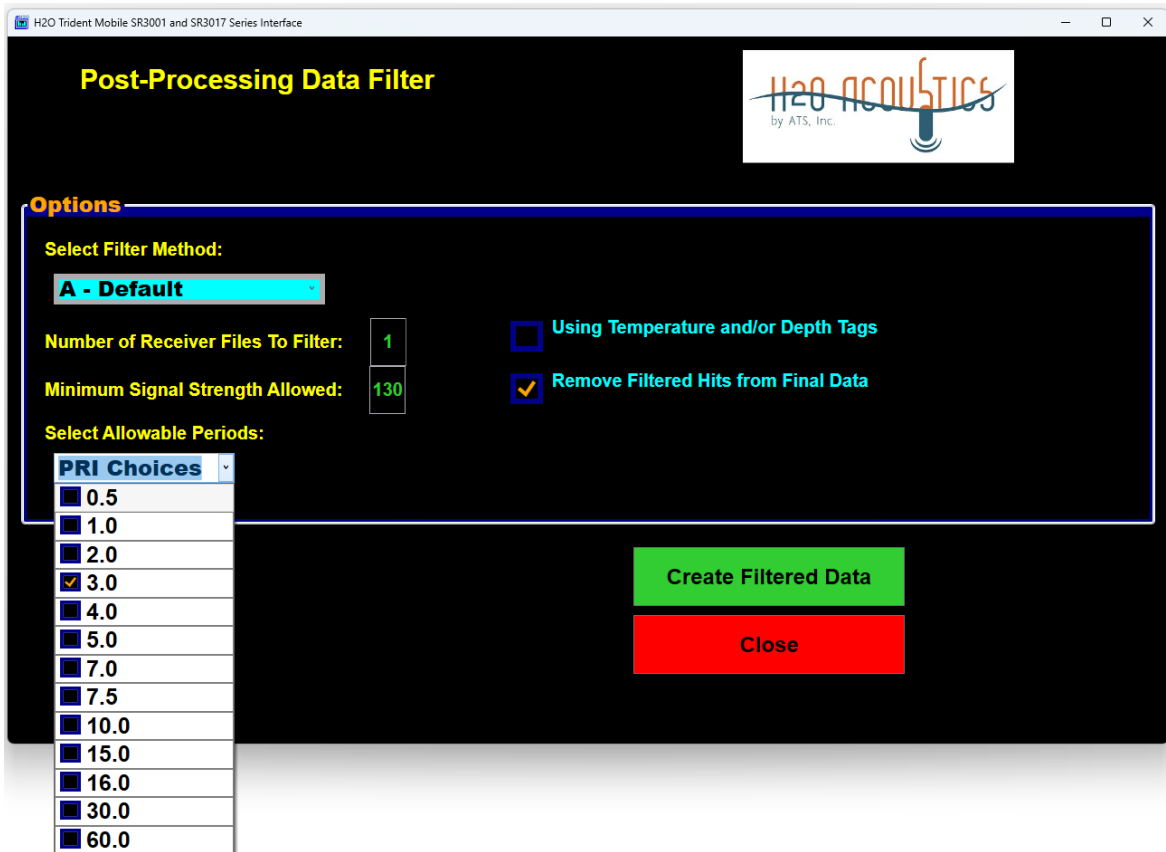 H2O Trident Mobile SR3001 and SR3017 Series Interface
Post-Processing Data Filter
H2O ACOUSTICS
by ATS, Inc.
Options
Select Filter Method:
A - Default
Number of Receiver Files To Filter: 1
Using Temperature and/or Depth Tags
Minimum Signal Strength Allowed: 130
Remove Filtered Hits from Final Data
Select Allowable Periods:
PRI Choices
0.5
1.0
2.0
3.0
4.0
5.0
7.0
7.5
10.0
15.0
16.0
30.0
60.0
Create Filtered Data
Close